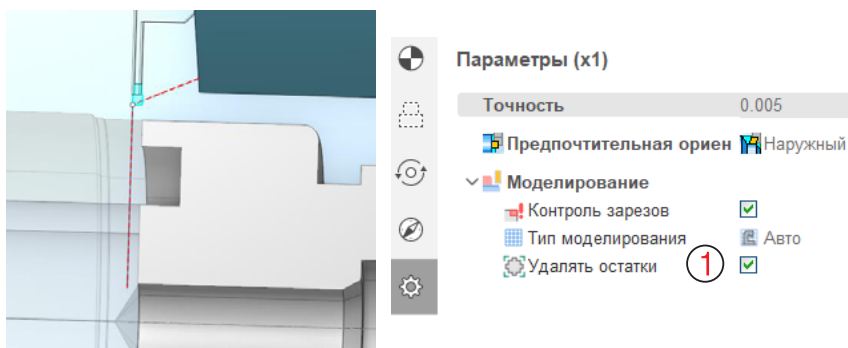 Параметры (x1)
Точность 0.005
Предпочтительная ориен Наружный
Моделирование
Контроль зарезов
Тип моделирования Авто
Удалять остатки 1